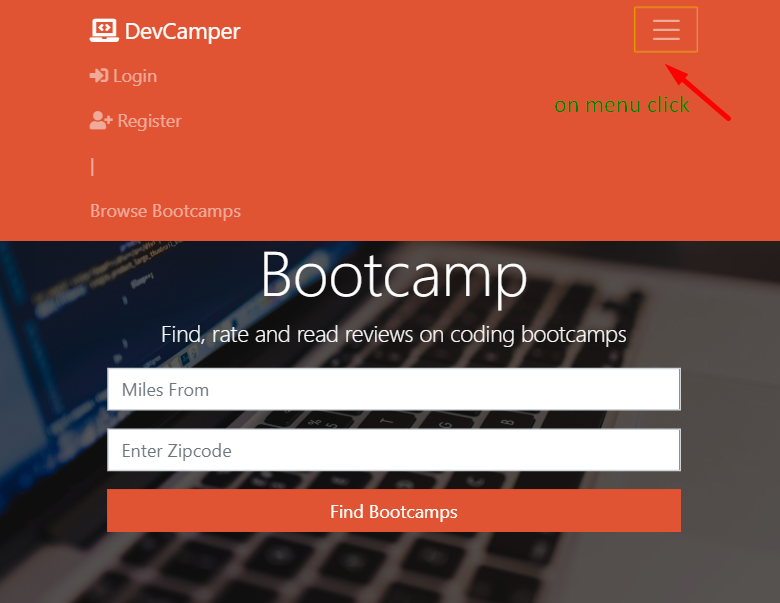 DevCamper
Login
on menu click
Register
|
Browse Bootcamps
Bootcamp
Find, rate and read reviews on coding bootcamps
Miles From
Enter Zipcode
Find Bootcamps